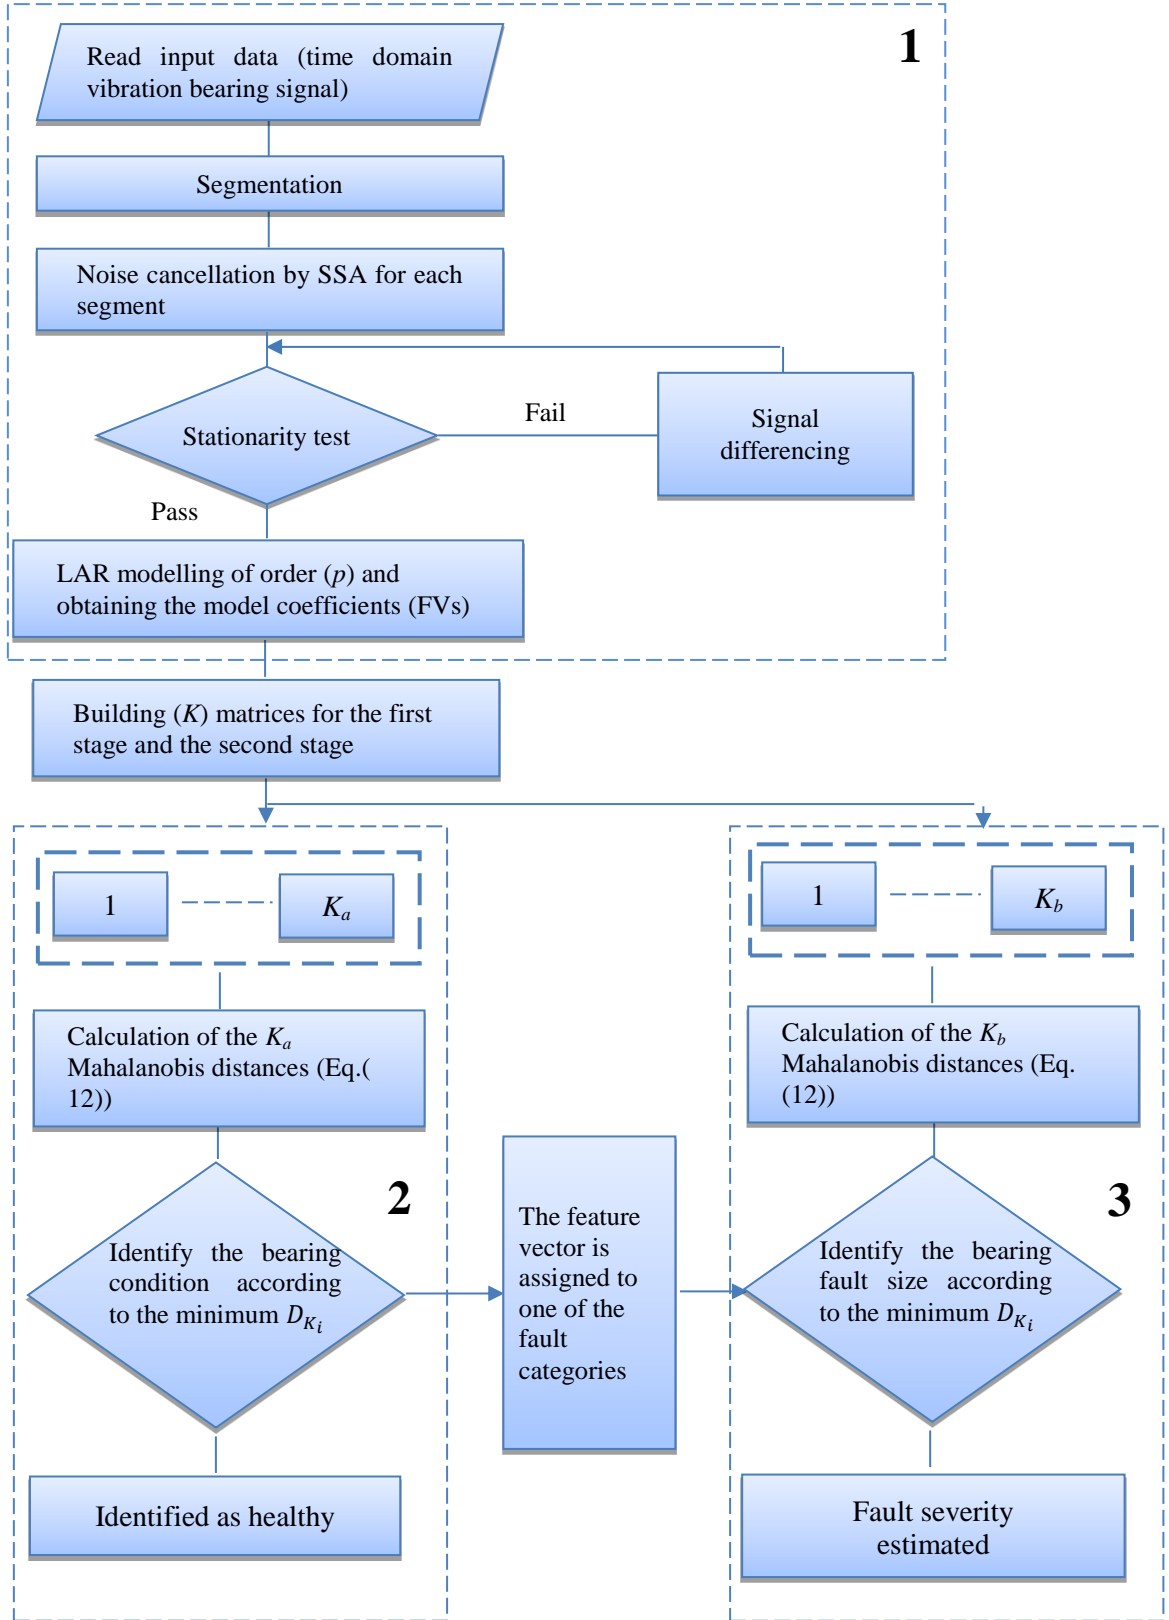 1
Read input data (time domain
vibration bearing signal)
Segmentation
Noise cancellation by SSA for each
segment
Stationarity test
Fail
Signal
differencing
Pass
LAR modelling of order (p) and
obtaining the model coefficients (FVs)
Building (K) matrices for the first
stage and the second stage
1
Ka
Calculation of the Ka
Mahalanobis distances (Eq.(
12))
2
Identify the bearing
condition according
to the minimum D_{K_i}
Identified as healthy
The feature
vector is
assigned to
one of the
fault
categories
1
Kb
Calculation of the Kb
Mahalanobis distances (Eq.
(12))
3
Identify the bearing
fault size according
to the minimum D_{K_i}
Fault severity
estimated